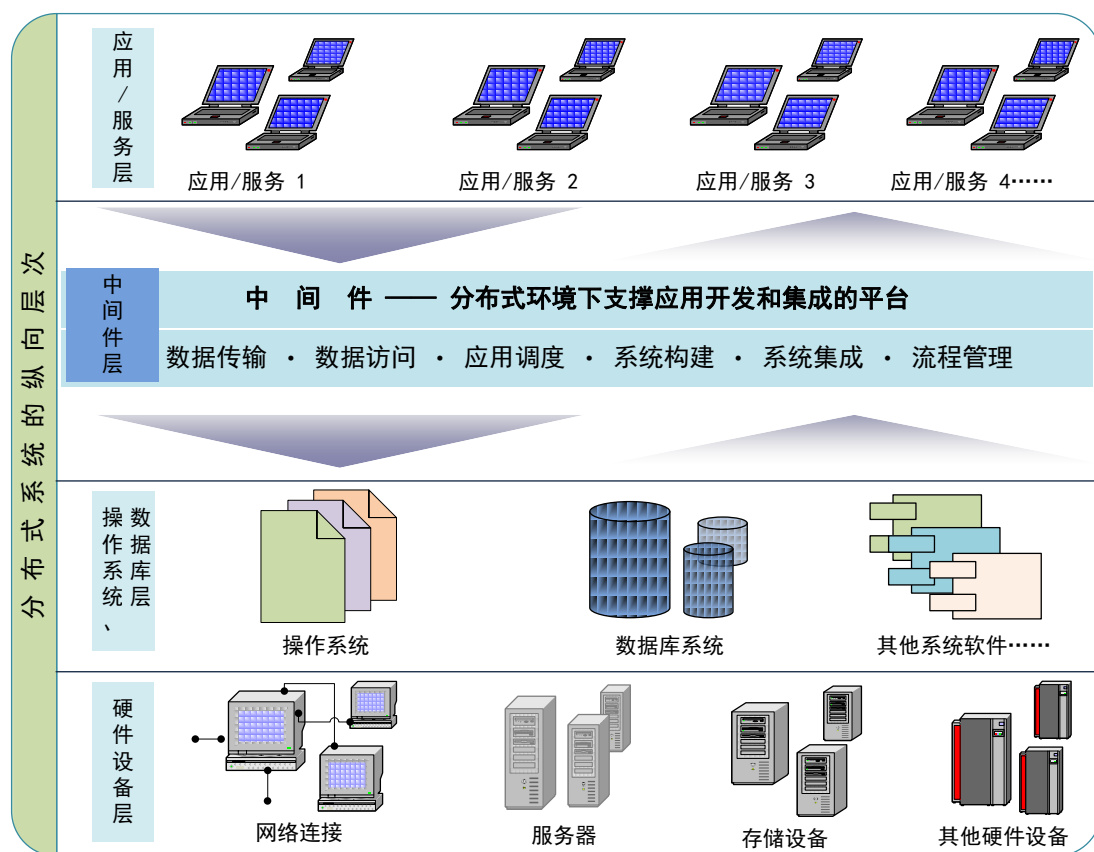 分布式系统的纵向层次
应用/服务层
应用/服务 1
应用/服务 2
应用/服务 3
应用/服务 4……
中间件层
中 间 件 —— 分布式环境下支撑应用开发和集成的平台
数据传输 · 数据访问 · 应用调度 · 系统构建 · 系统集成 · 流程管理
操作系统、
数据库层
操作系统
数据库系统
其他系统软件……
硬件设备层
网络连接
服务器
存储设备
其他硬件设备